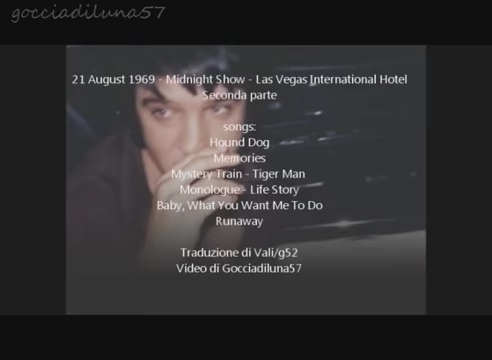 gocciadiluna57
21 August 1969 - Midnight Show - Las Vegas International Hotel
Seconda parte
songs:
Hound Dog
Memories
Mystery Train - Tiger Man
Monologue - Life Story
Baby, What You Want Me To Do
Runaway
Traduzione di Vali/g52
Video di Gocciadiluna57